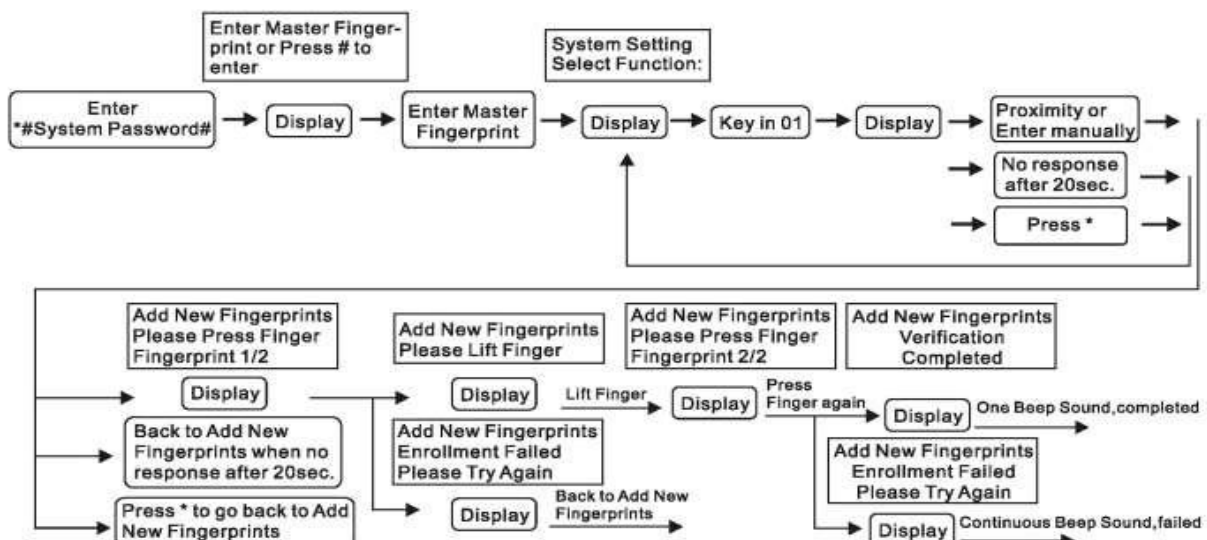 Enter Master Finger-
print or Press # to
enter
System Setting
Select Function:
Enter
*#System Password#
Display
Enter Master
Fingerprint
Display
Key in 01
Display
Proximity or
Enter manually
No response
after 20sec.
Press *
Add New Fingerprints
Please Press Finger
Fingerprint 1/2
Add New Fingerprints
Please Lift Finger
Add New Fingerprints
Please Press Finger
Fingerprint 2/2
Add New Fingerprints
Verification
Completed
Display
Display
Lift Finger
Display
Press
Finger again
Display
One Beep Sound,completed
Back to Add New
Fingerprints when no
response after 20sec.
Add New Fingerprints
Enrollment Failed
Please Try Again
Add New Fingerprints
Enrollment Failed
Please Try Again
Press * to go back to Add
New Fingerprints
Display
Back to Add New
Fingerprints
Display
Continuous Beep Sound,failed